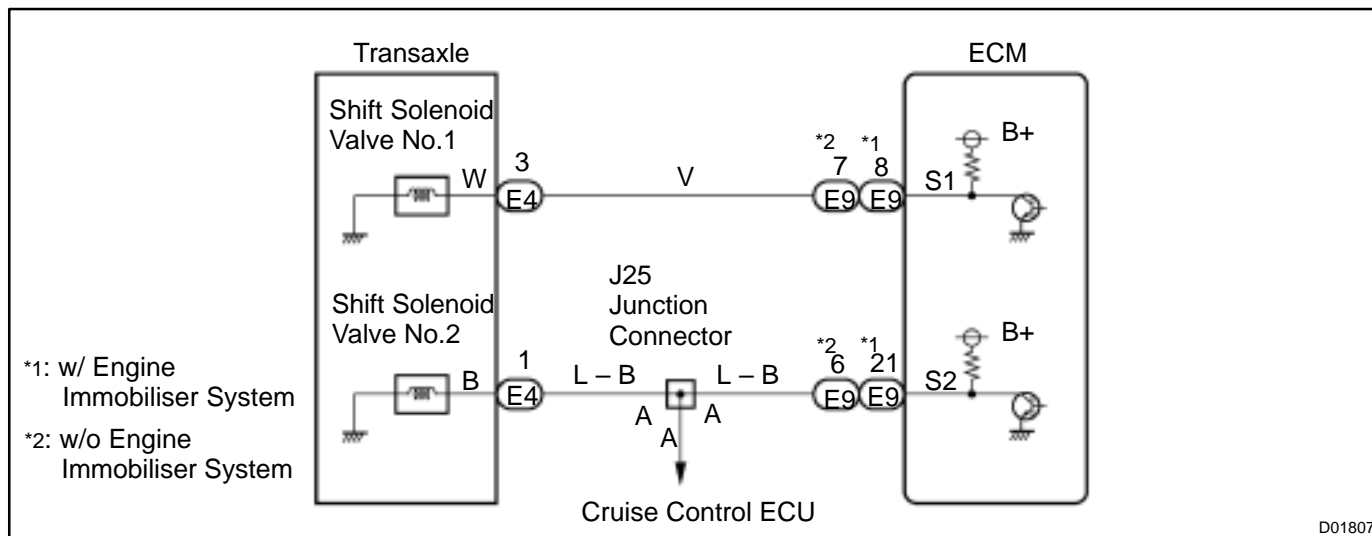 Transaxle
ECM
Shift Solenoid
Valve No.1
W
3
E4
V
*2
7
E9
*1
8
E9
S1
B+
Shift Solenoid
Valve No.2
B
1
E4
L – B
J25
Junction
Connector
A
A
A
L – B
*2
6
E9
*1
21
E9
S2
B+
Cruise Control ECU
*1: w/ Engine
Immobiliser System
*2: w/o Engine
Immobiliser System
D01807